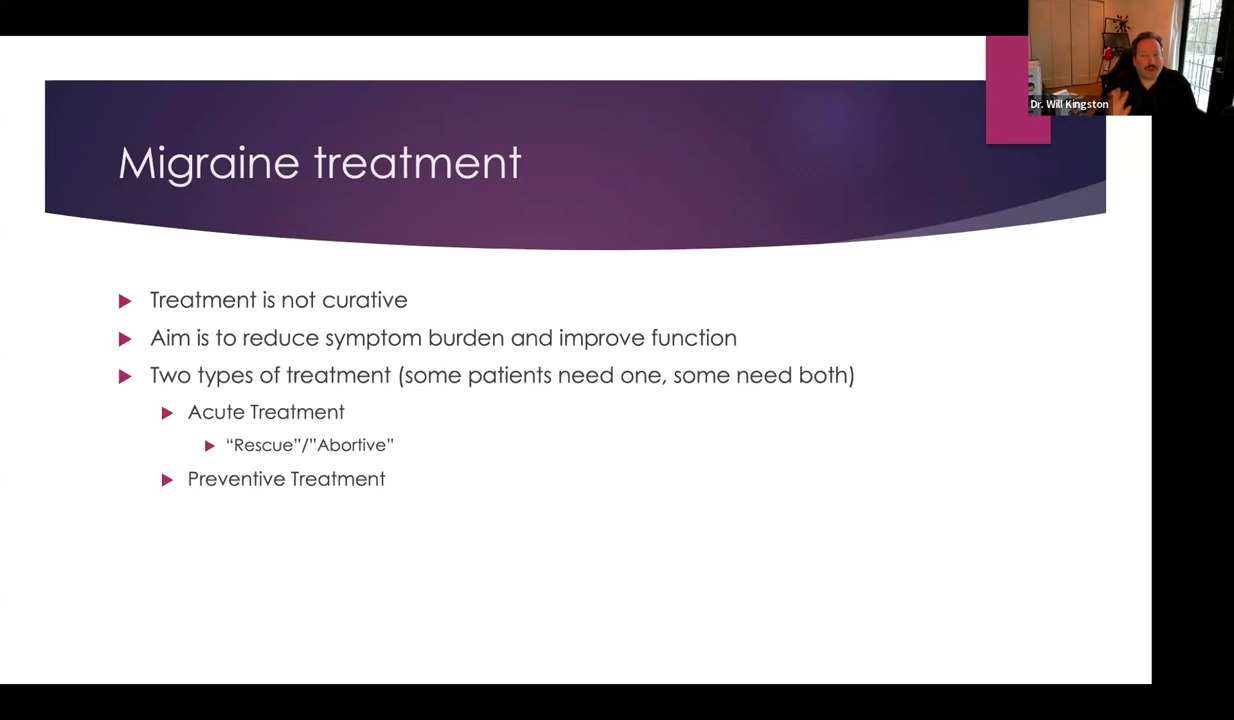 Dr. Will Kingston
Migraine treatment
Treatment is not curative
Aim is to reduce symptom burden and improve function
Two types of treatment (some patients need one, some need both)
Acute Treatment
“Rescue”/”Abortive”
Preventive Treatment